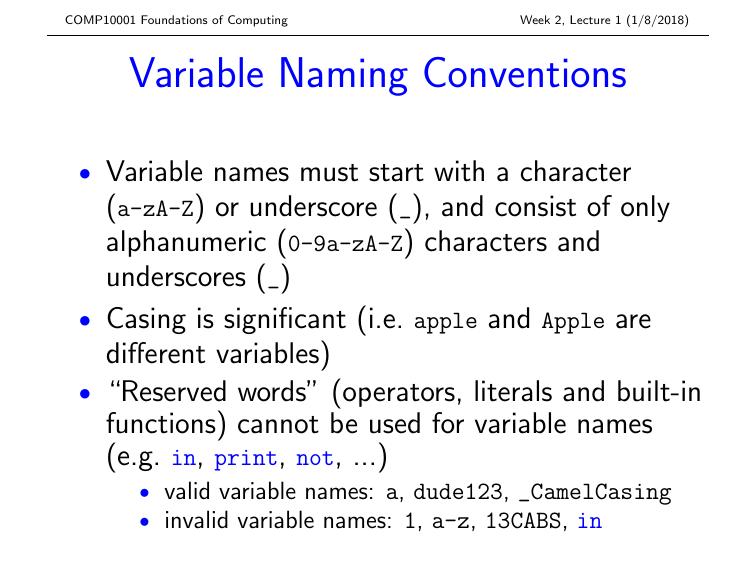 COMP10001 Foundations of Computing
Week 2, Lecture 1 (1/8/2018)
Variable Naming Conventions
• Variable names must start with a character
(a-zA-Z) or underscore (_), and consist of only
alphanumeric (0-9a-zA-Z) characters and
underscores (_)
• Casing is significant (i.e. apple and Apple are
different variables)
• “Reserved words” (operators, literals and built-in
functions) cannot be used for variable names
(e.g. in, print, not, ...)
• valid variable names: a, dude123, _CamelCasing
• invalid variable names: 1, a-z, 13CABS, in